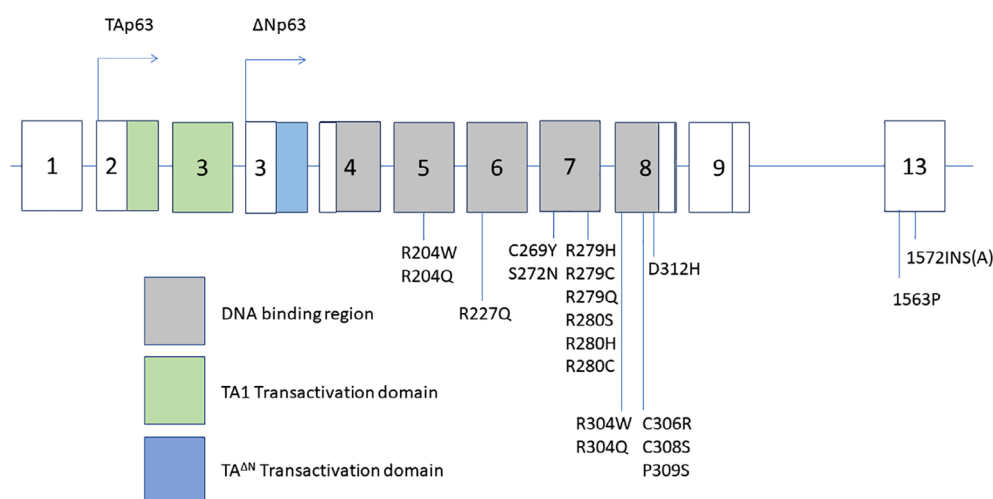 TAp63
ΔNp63
1
2
3
3
4
5
6
7
8
9
13
R204W
R204Q
R227Q
C269Y
S272N
R279H
R279C
R279Q
R280S
R280H
R280C
D312H
R304W
R304Q
C306R
C308S
P309S
1572INS(A)
1563P
DNA binding region
TA1 Transactivation domain
TA^ΔN Transactivation domain